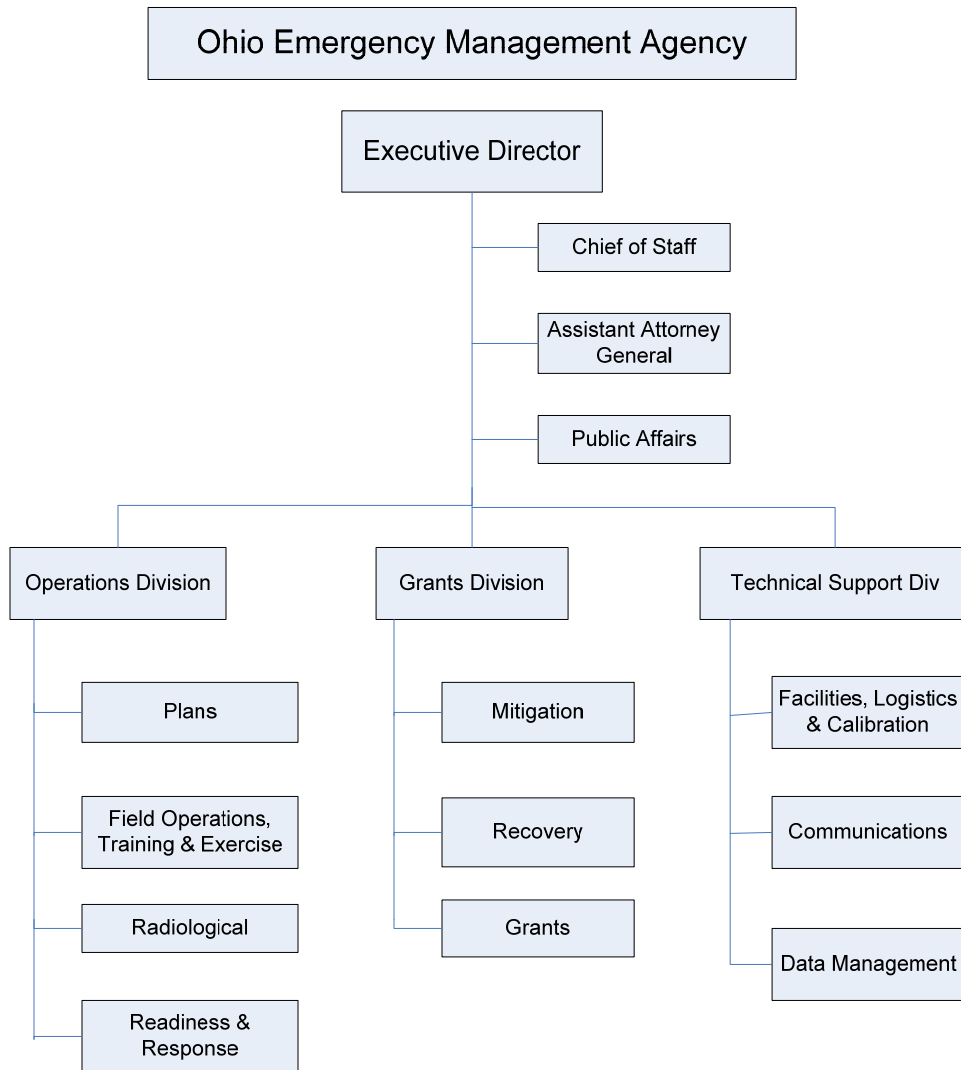 Ohio Emergency Management Agency
Executive Director
Chief of Staff
Assistant Attorney
General
Public Affairs
Operations Division
Grants Division
Technical Support Div
Plans
Field Operations,
Training & Exercise
Radiological
Readiness &
Response
Mitigation
Recovery
Grants
Facilities, Logistics
& Calibration
Communications
Data Management